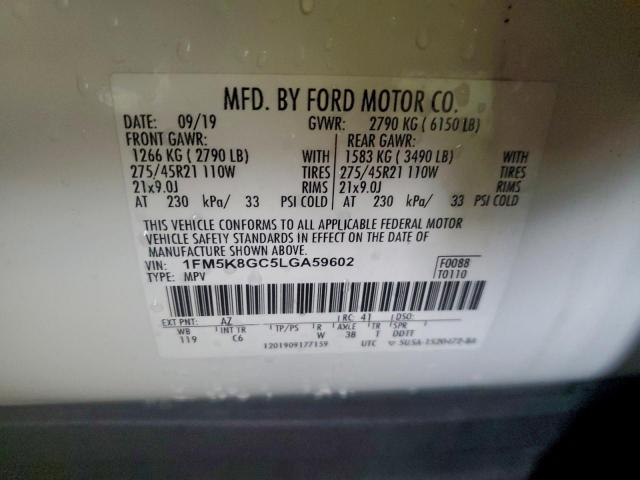 MFD. BY FORD MOTOR CO.
DATE: 09/19 GVWR: 2790 KG ( 6150 LB)
FRONT GAWR: REAR GAWR:
1266 KG ( 2790 LB) WITH 1583 KG ( 3490 LB) WITH
275/45R21 110W TIRES 275/45R21 110W TIRES
21x9.0J RIMS 21x9.0J RIMS
AT 230 kPa/ 33 PSI COLD AT 230 kPa/ 33 PSI COLD
THIS VEHICLE CONFORMS TO ALL APPLICABLE FEDERAL MOTOR
VEHICLE SAFETY STANDARDS IN EFFECT ON THE DATE OF
MANUFACTURE SHOWN ABOVE.
VIN: 1FM5K8GC5LGA59602 F0088
TYPE: MPV T0110
EXT PNT: AZ RC: 41 DSO:
WB INT TR TP/PS R AXLE TR SPR
119 C6 W 3B T DDTT
1201909177159 UTC 5U5A-1520472-BA